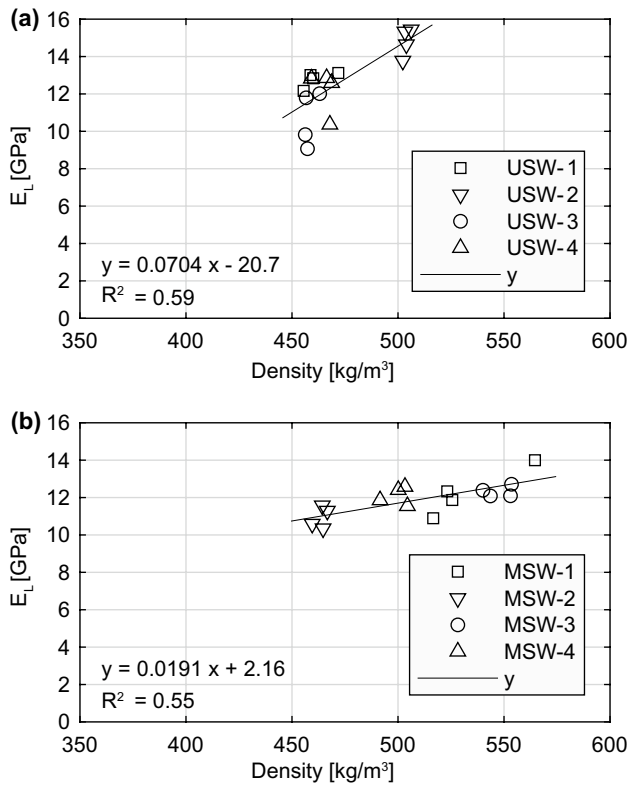 (a)
16
14
12
10
8
6
4
2
0
E_L [GPa]
USW-1
USW-2
USW-3
USW-4
y
y = 0.0704 x - 20.7
R² = 0.59
350 400 450 500 550 600
Density [kg/m³]
(b)
16
14
12
10
8
6
4
2
0
E_L [GPa]
MSW-1
MSW-2
MSW-3
MSW-4
y
y = 0.0191 x + 2.16
R² = 0.55
350 400 450 500 550 600
Density [kg/m³]